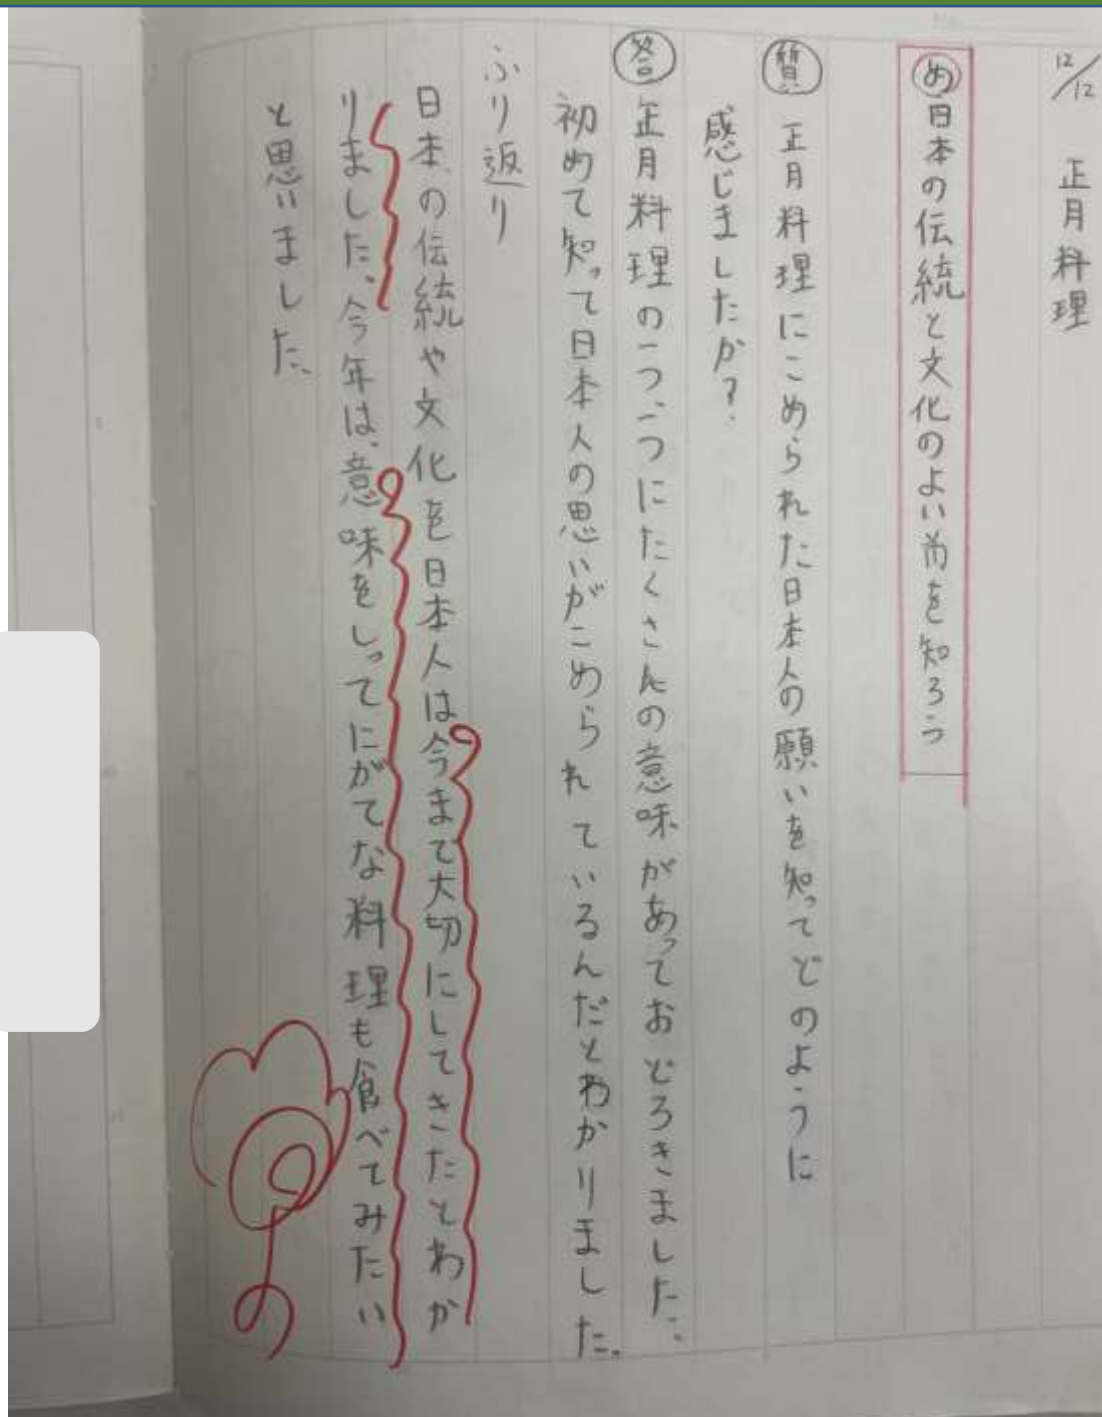 12/12 正月料理
め 日本の伝統と文化のよい所を知ろう
質 正月料理にこめられた日本人の願いを知ってどのように
感じましたか?
答 正月料理の一つ一つにたくさんの意味があっておどろきました。
初めて知って日本人の思いがこめられているんだとわかりました。
ふり返り
日本の伝統や文化を日本人は今まで大切にしてきたとわか
りました。今年は、意味をしってにがてな料理も食べてみたい
と思いました。